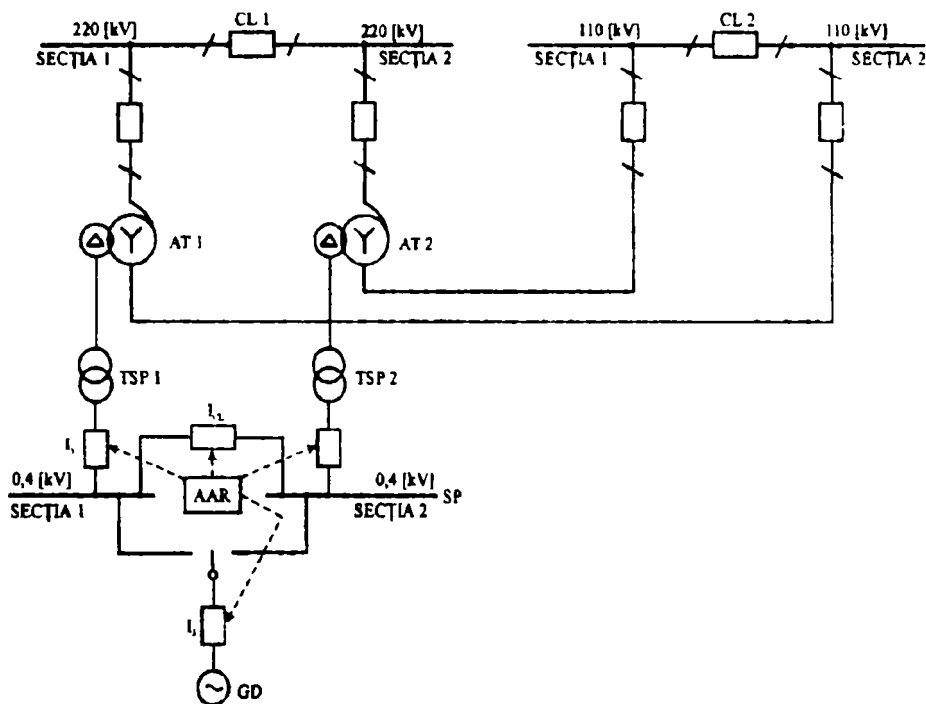 CL 1
CL 2
220 [kV]
220 [kV]
110 [kV]
110 [kV]
SECȚIA 1
SECȚIA 2
SECȚIA 1
SECȚIA 2
Δ
Y
AT 1
Δ
Y
AT 2
TSP 1
TSP 2
I₁
I₂
0,4 [kV]
AAR
0,4 [kV]
SP
SECȚIA 1
SECȚIA 2
I₃
~
GD